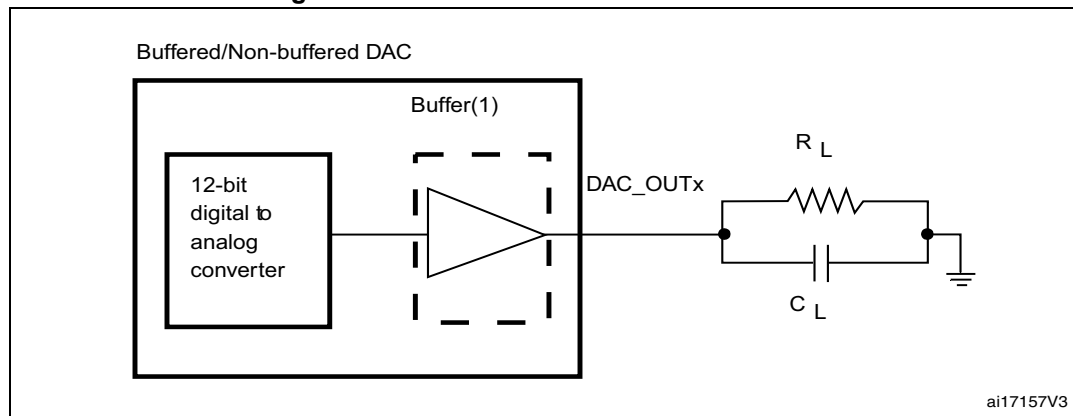 Buffered/Non-buffered DAC
Buffer(1)
12-bit
digital to
analog
converter
DAC_OUTx
R L
C L
ai17157V3